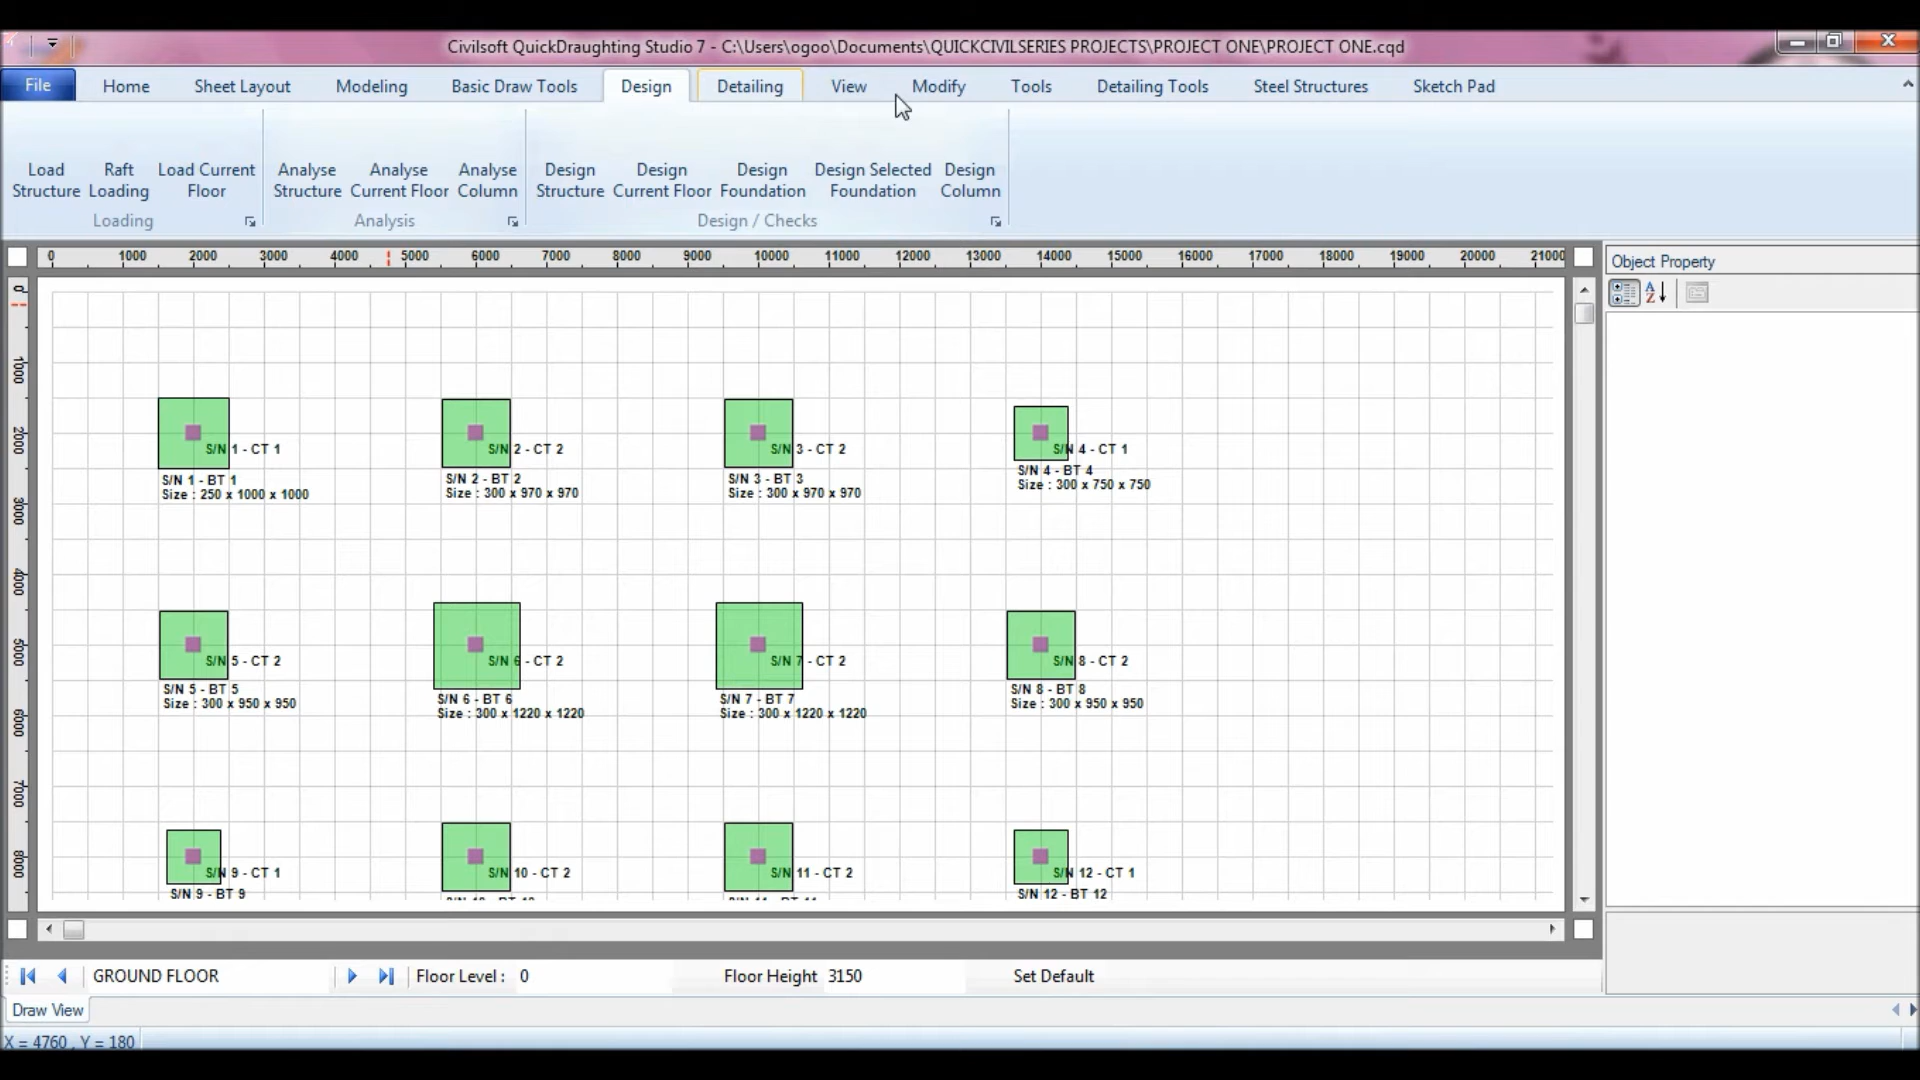 Civilsoft QuickDraughting Studio 7 - C:\Users\ogoo\Documents\QUICKCIVILSERIES PROJECTS\PROJECT ONE\PROJECT ONE.cqd
File Home Sheet Layout Modeling Basic Draw Tools Design Detailing View Modify Tools Detailing Tools Steel Structures Sketch Pad
Load Structure Raft Loading Load Current Floor Analyse Structure Analyse Current Floor Analyse Column Design Structure Design Current Floor Design Foundation Design Selected Foundation Design Column
Loading Analysis Design / Checks
0 1000 2000 3000 4000 5000 6000 7000 8000 9000 10000 11000 12000 13000 14000 15000 16000 17000 18000 19000 20000 21000
Object Property
0 1000 2000 3000 4000 5000 6000 7000 8000
S/N 1 - CT 1 S/N 2 - CT 2 S/N 3 - CT 2 S/N 4 - CT 1
S/N 1 - BT 1 S/N 2 - BT 2 S/N 3 - BT 3 S/N 4 - BT 4
Size : 250 x 1000 x 1000 Size : 300 x 970 x 970 Size : 300 x 970 x 970 Size : 300 x 750 x 750
S/N 5 - CT 2 S/N 6 - CT 2 S/N 7 - CT 2 S/N 8 - CT 2
S/N 5 - BT 5 S/N 6 - BT 6 S/N 7 - BT 7 S/N 8 - BT 8
Size : 300 x 950 x 950 Size : 300 x 1220 x 1220 Size : 300 x 1220 x 1220 Size : 300 x 950 x 950
S/N 9 - CT 1 S/N 10 - CT 2 S/N 11 - CT 2 S/N 12 - CT 1
S/N 9 - BT 9 S/N 12 - BT 12
GROUND FLOOR Floor Level : 0 Floor Height 3150 Set Default
Draw View
X = 4760 , Y = 180